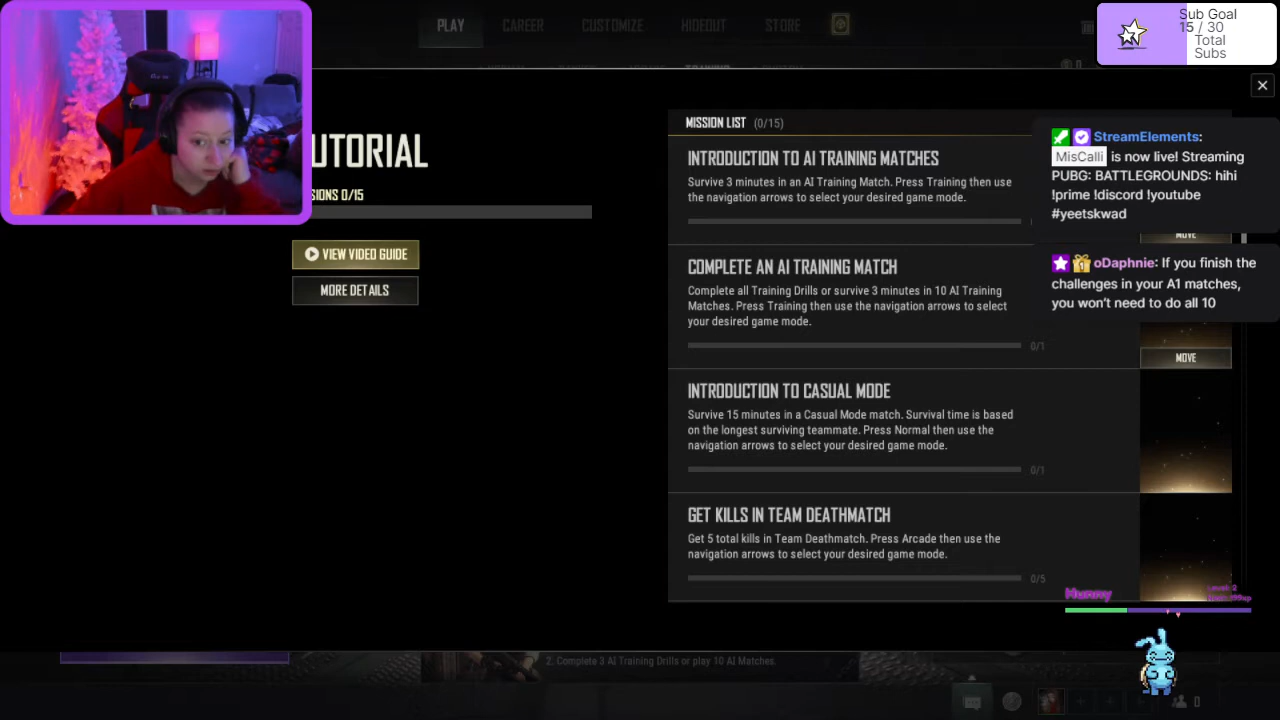 PLAY
CAREER
CUSTOMIZE
HIDEOUT
STORE
Sub Goal
15 / 30
Total
Subs
UTORIAL
SIONS 0/15
VIEW VIDEO GUIDE
MORE DETAILS
MISSION LIST (0/15)
INTRODUCTION TO AI TRAINING MATCHES
Survive 3 minutes in an AI Training Match. Press Training then use
the navigation arrows to select your desired game mode.
MOVE
COMPLETE AN AI TRAINING MATCH
Complete all Training Drills or survive 3 minutes in 10 AI Training
Matches. Press Training then use the navigation arrows to select
your desired game mode.
0/1
MOVE
INTRODUCTION TO CASUAL MODE
Survive 15 minutes in a Casual Mode match. Survival time is based
on the longest surviving teammate. Press Normal then use the
navigation arrows to select your desired game mode.
0/1
GET KILLS IN TEAM DEATHMATCH
Get 5 total kills in Team Deathmatch. Press Arcade then use the
navigation arrows to select your desired game mode.
0/5
StreamElements:
MisCalli is now live! Streaming
PUBG: BATTLEGROUNDS: hihi
!prime !discord !youtube
#yeetskwad
oDaphnie: If you finish the
challenges in your A1 matches,
you won't need to do all 10
Hunny
Level: 2
2. Complete 3 AI Training Drills or play 10 AI Matches.
0